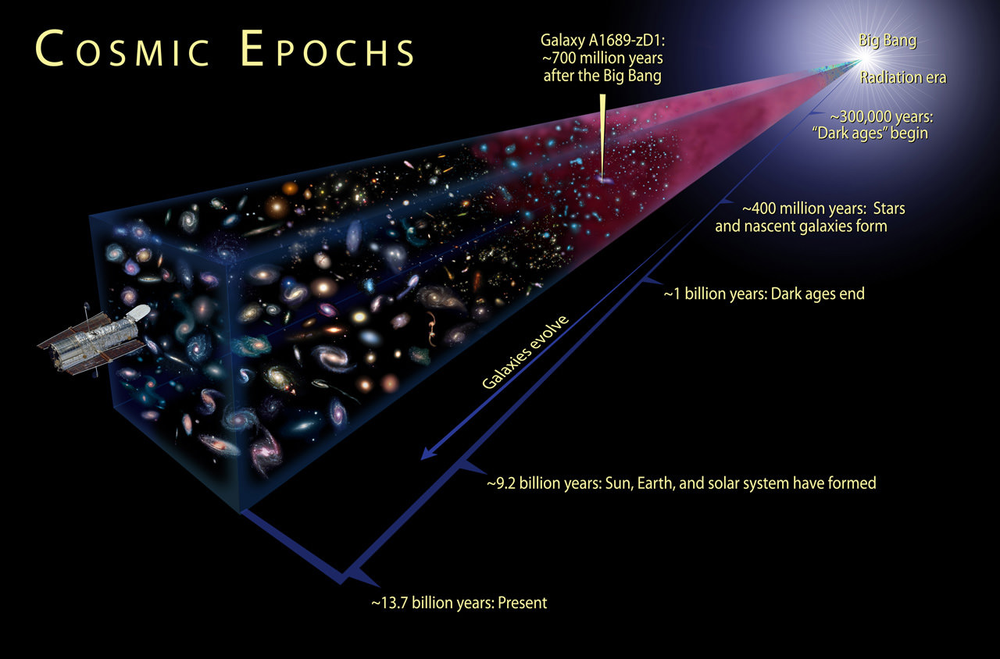 COSMIC EPOCHS
Galaxy A1689-zD1:
~700 million years
after the Big Bang
Big Bang
Radiation era
~300,000 years:
“Dark ages” begin
~400 million years: Stars
and nascent galaxies form
~1 billion years: Dark ages end
Galaxies evolve
~9.2 billion years: Sun, Earth, and solar system have formed
~13.7 billion years: Present